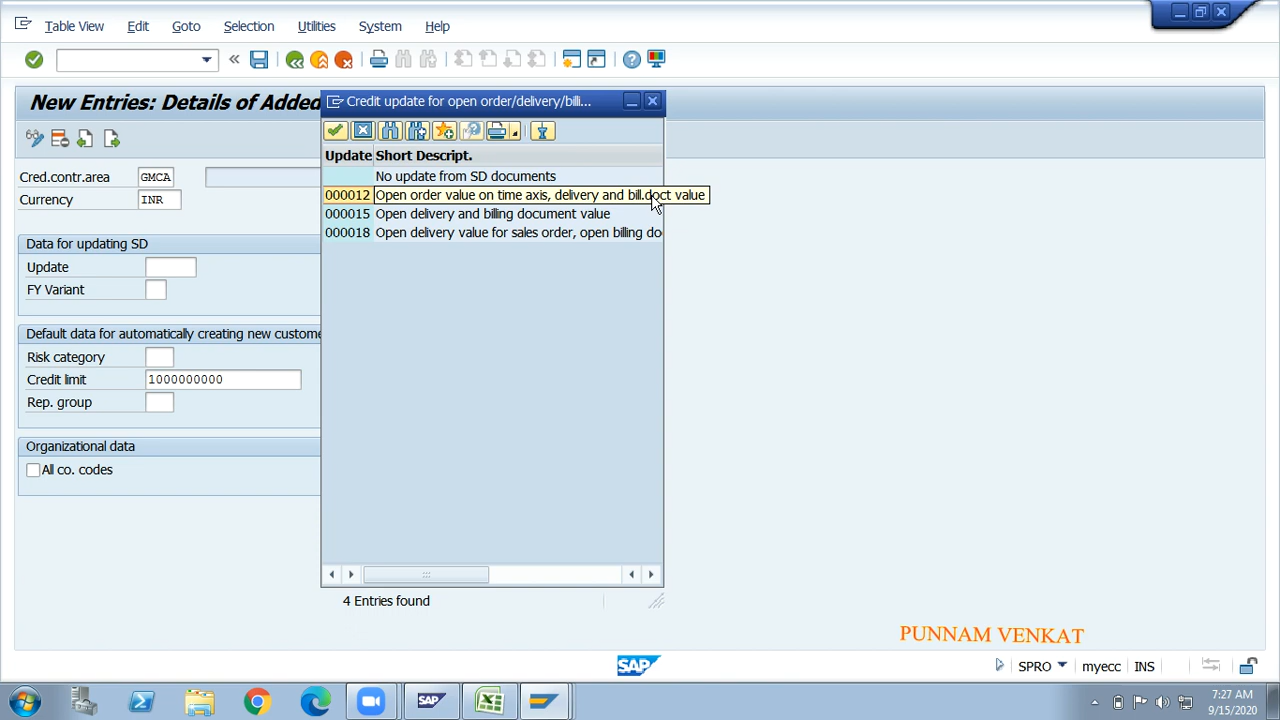 Table View Edit Goto Selection Utilities System Help
New Entries: Details of Added
Credit update for open order/delivery/billi...
Update Short Descript.
No update from SD documents
000012 Open order value on time axis, delivery and bill.doct value
000015 Open delivery and billing document value
000018 Open delivery value for sales order, open billing do
Cred.contr.area GMCA
Currency INR
Data for updating SD
Update
FY Variant
Default data for automatically creating new custome
Risk category
Credit limit 1000000000
Rep. group
Organizational data
All co. codes
4 Entries found
PUNNAM VENKAT
SAP SPRO myecc INS
SAP
7:27 AM
9/15/2020